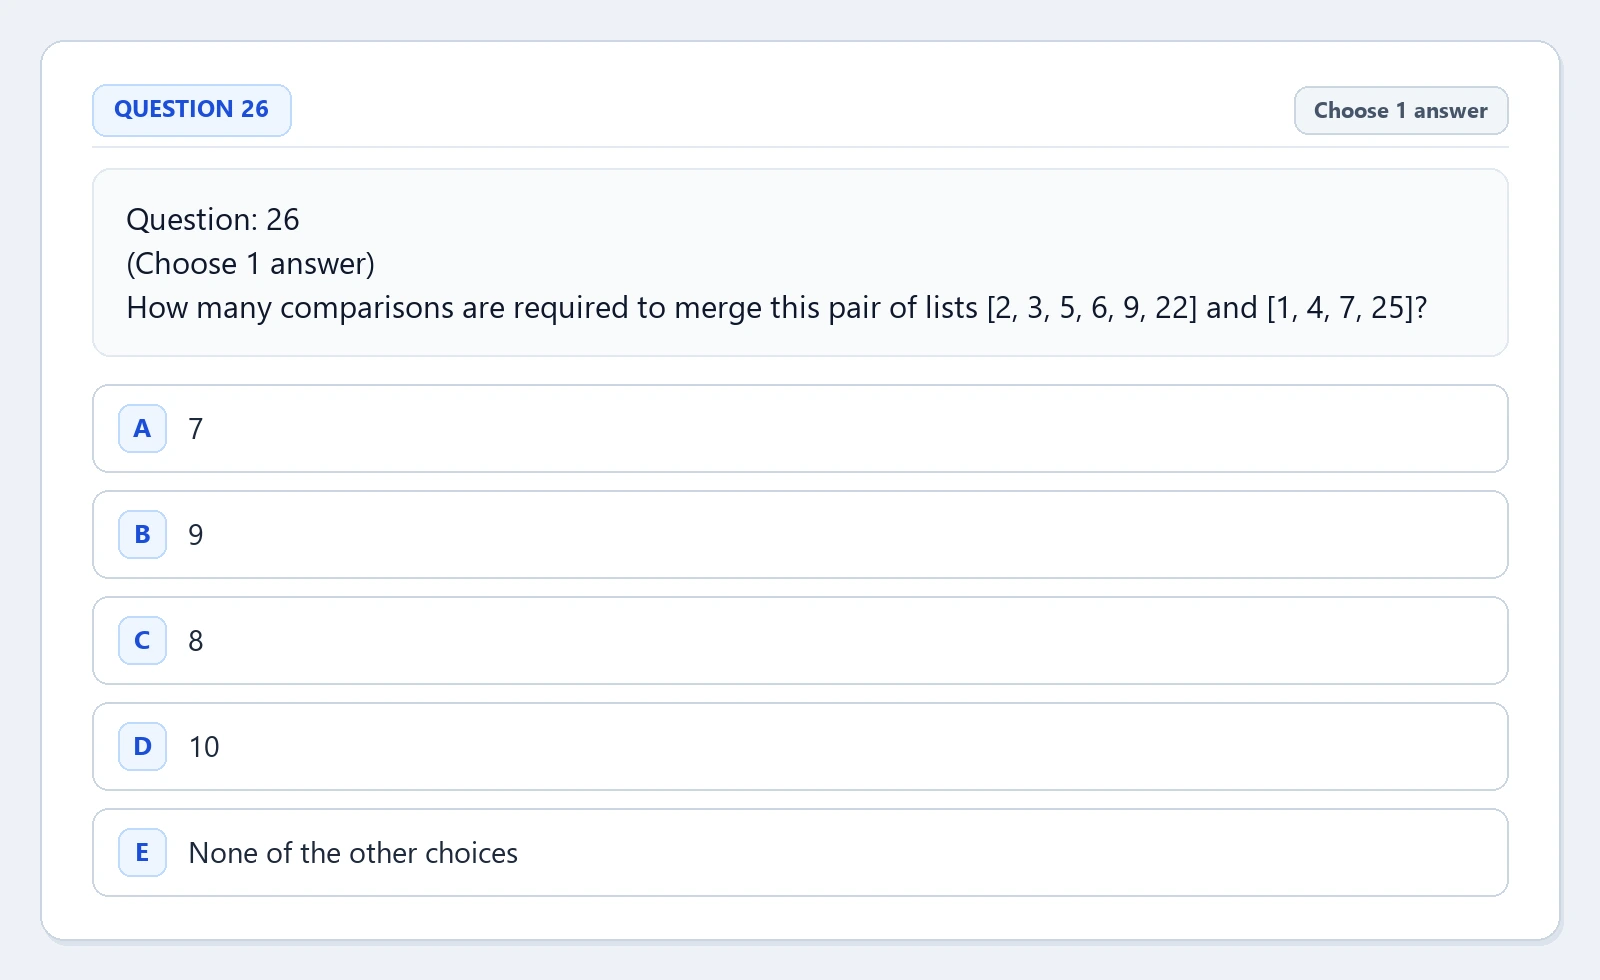 QUESTION 26
Choose 1 answer
Question: 26
(Choose 1 answer)
How many comparisons are required to merge this pair of lists [2, 3, 5, 6, 9, 22] and [1, 4, 7, 25]?
A 7
B 9
C 8
D 10
E None of the other choices